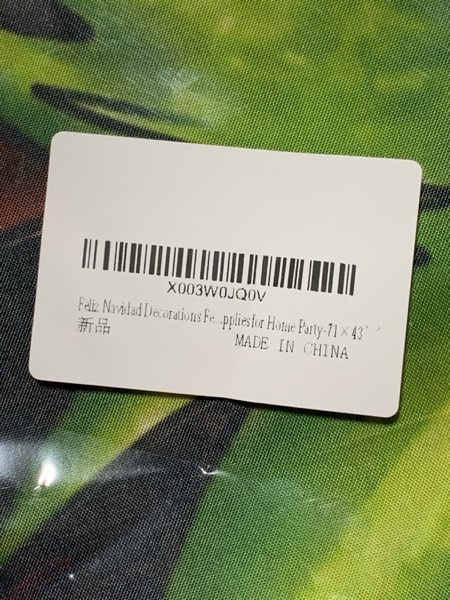 X003W0JQ0V
Feliz Navidad Decorations Fe...pplies for Home Party-71×43''
新品
MADE IN CHINA